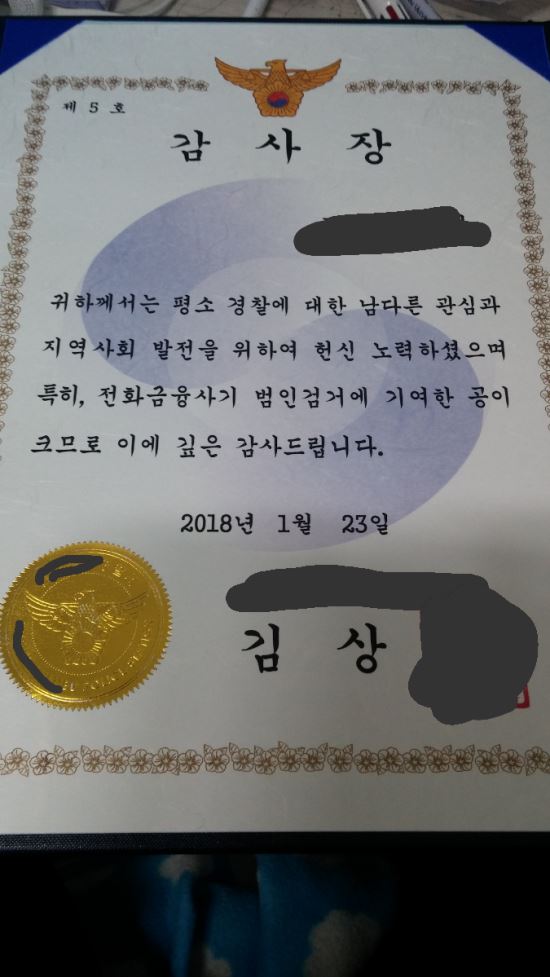 제 5 호
감 사 장
귀하께서는 평소 경찰에 대한 남다른 관심과
지역사회 발전을 위하여 헌신 노력하셨으며
특히, 전화금융사기 범인검거에 기여한 공이
크므로 이에 깊은 감사드립니다.
2018년 1월 23일
김 상